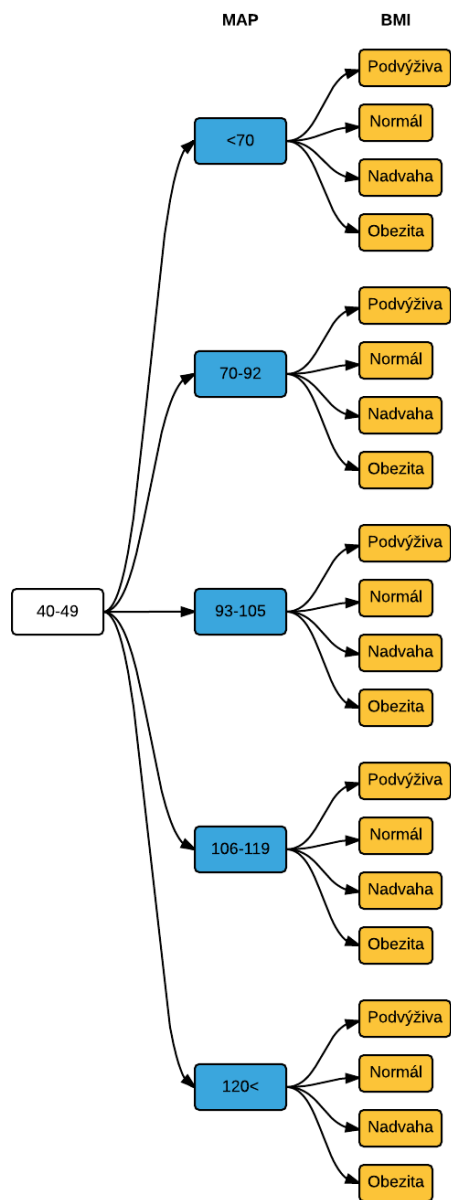 MAP BMI
<70
Podvýživa
Normál
Nadvaha
Obezita
70-92
Podvýživa
Normál
Nadvaha
Obezita
40-49
93-105
Podvýživa
Normál
Nadvaha
Obezita
106-119
Podvýživa
Normál
Nadvaha
Obezita
120<
Podvýživa
Normál
Nadvaha
Obezita